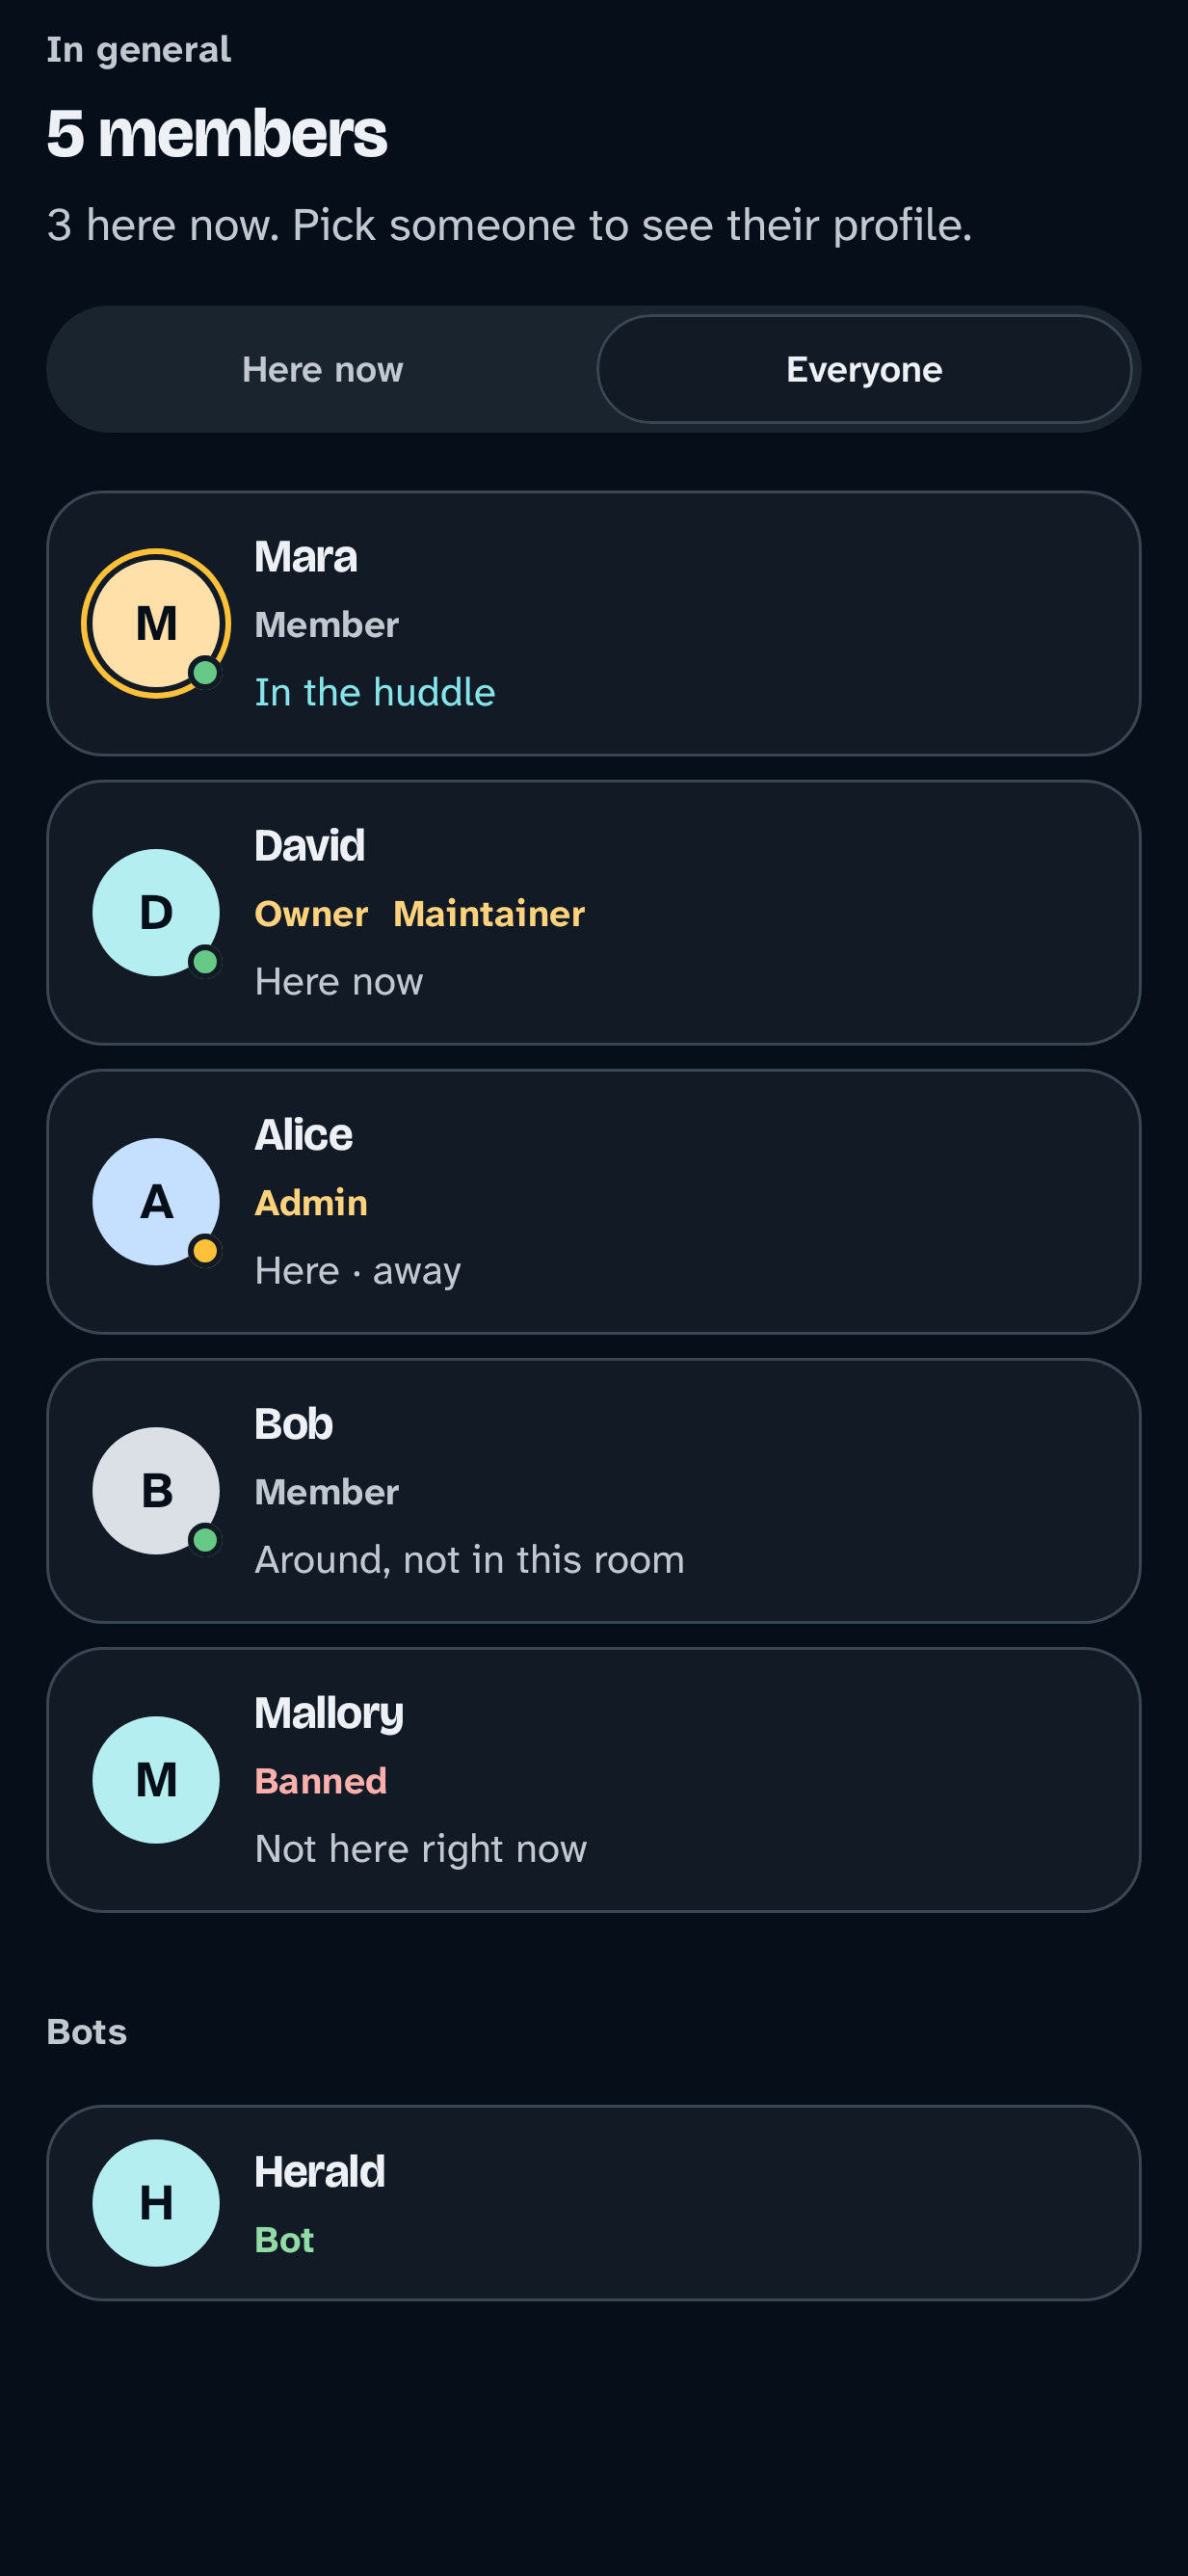 In general
5 members
3 here now. Pick someone to see their profile.
Here now
Everyone
M
Mara
Member
In the huddle
D
David
Owner Maintainer
Here now
A
Alice
Admin
Here · away
B
Bob
Member
Around, not in this room
M
Mallory
Banned
Not here right now
Bots
H
Herald
Bot